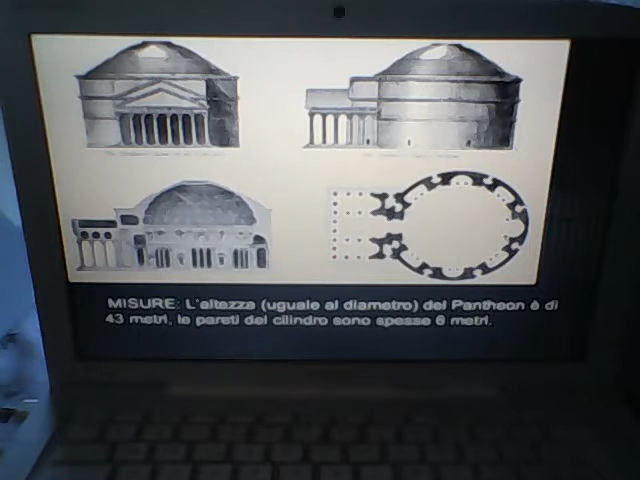 MISURE: L'altezza (uguale al diametro) del Pantheon è di
43 metri, le pareti del cilindro sono spesse 6 metri.